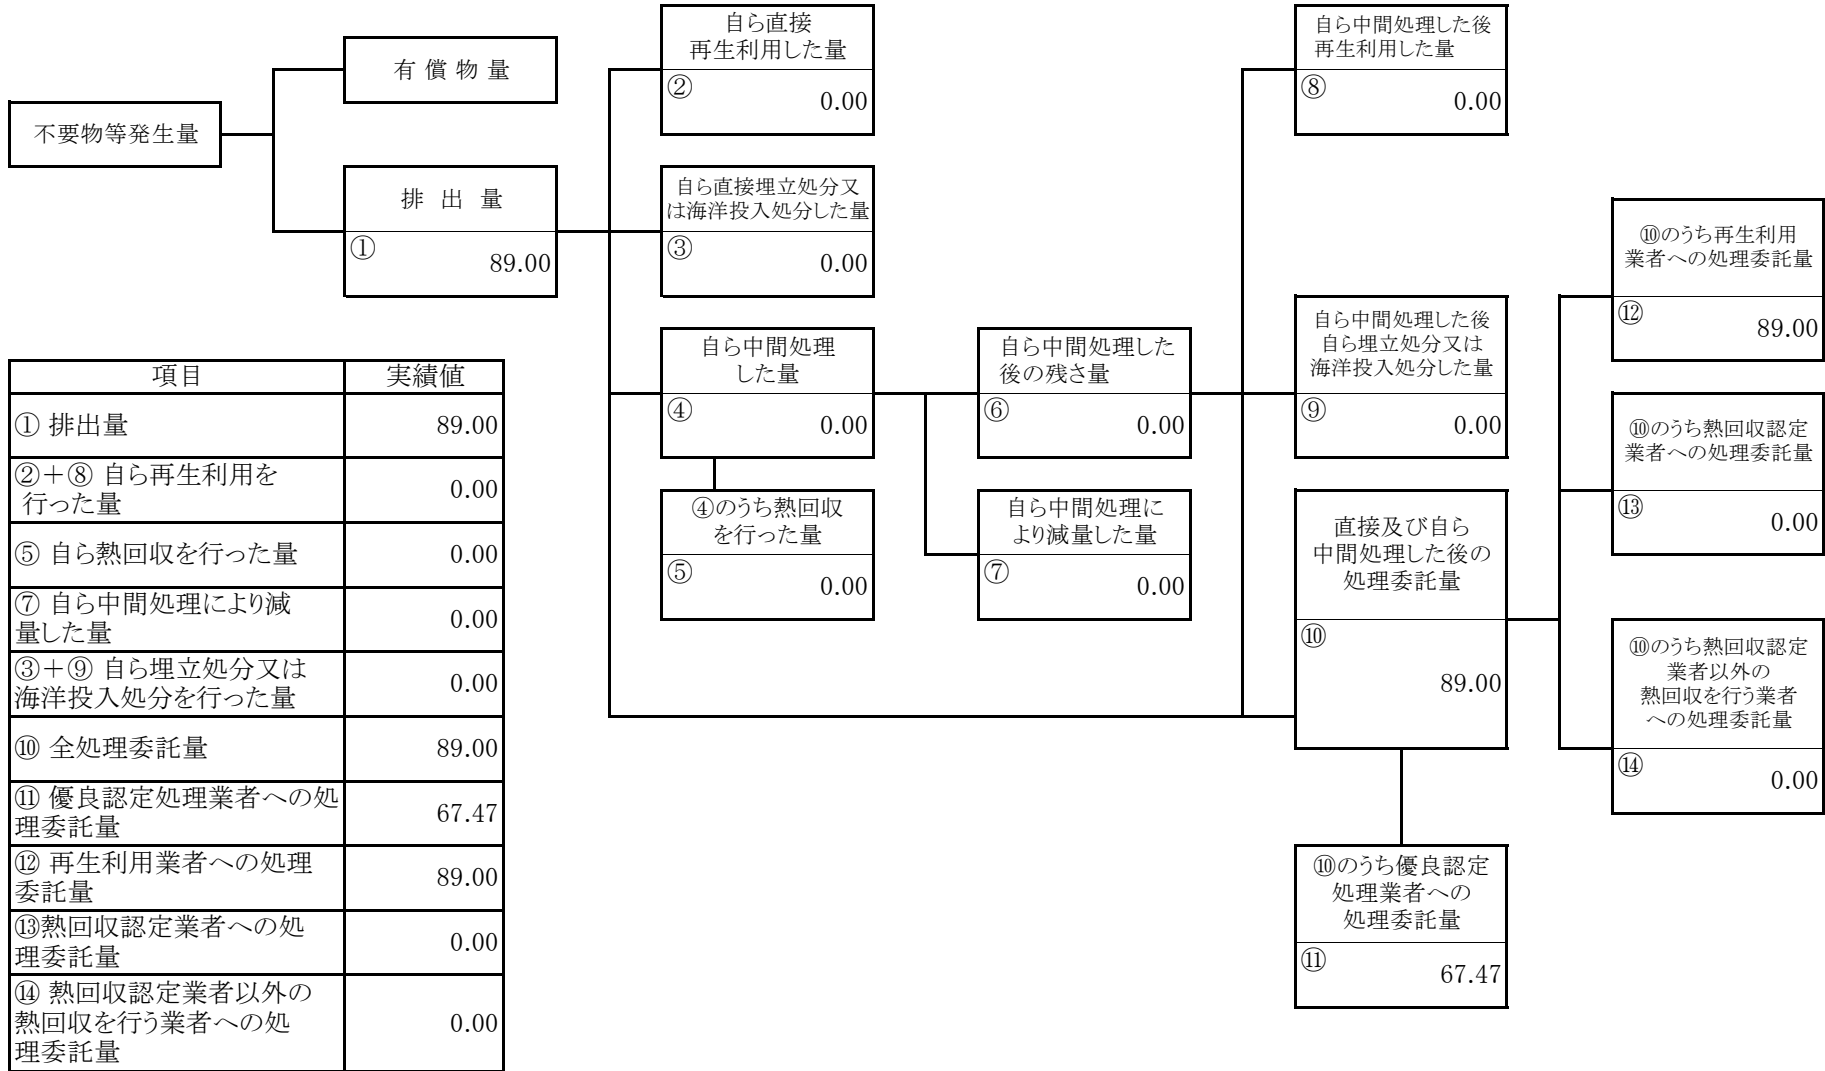 不要物等発生量
有 償 物 量
排 出 量
①
89.00
自ら直接
再生利用した量
②
0.00
自ら直接埋立処分又
は海洋投入処分した量
③
0.00
自ら中間処理
した量
④
0.00
④のうち熱回収
を行った量
⑤
0.00
自ら中間処理した
後の残さ量
⑥
0.00
自ら中間処理に
より減量した量
⑦
0.00
自ら中間処理した後
再生利用した量
⑧
0.00
自ら中間処理した後
自ら埋立処分又は
海洋投入処分した量
⑨
0.00
直接及び自ら
中間処理した後の
処理委託量
⑩
89.00
⑩のうち優良認定
処理業者への
処理委託量
⑪
67.47
⑩のうち再生利用
業者への処理委託量
⑫
89.00
⑩のうち熱回収認定
業者への処理委託量
⑬
0.00
⑩のうち熱回収認定
業者以外の
熱回収を行う業者
への処理委託量
⑭
0.00
項目 実績値
① 排出量 89.00
②＋⑧ 自ら再生利用を
行った量 0.00
⑤ 自ら熱回収を行った量 0.00
⑦ 自ら中間処理により減
量した量 0.00
③＋⑨ 自ら埋立処分又は
海洋投入処分を行った量 0.00
⑩ 全処理委託量 89.00
⑪ 優良認定処理業者への処
理委託量 67.47
⑫ 再生利用業者への処理
委託量 89.00
⑬熱回収認定業者への処
理委託量 0.00
⑭ 熱回収認定業者以外の
熱回収を行う業者への処
理委託量 0.00